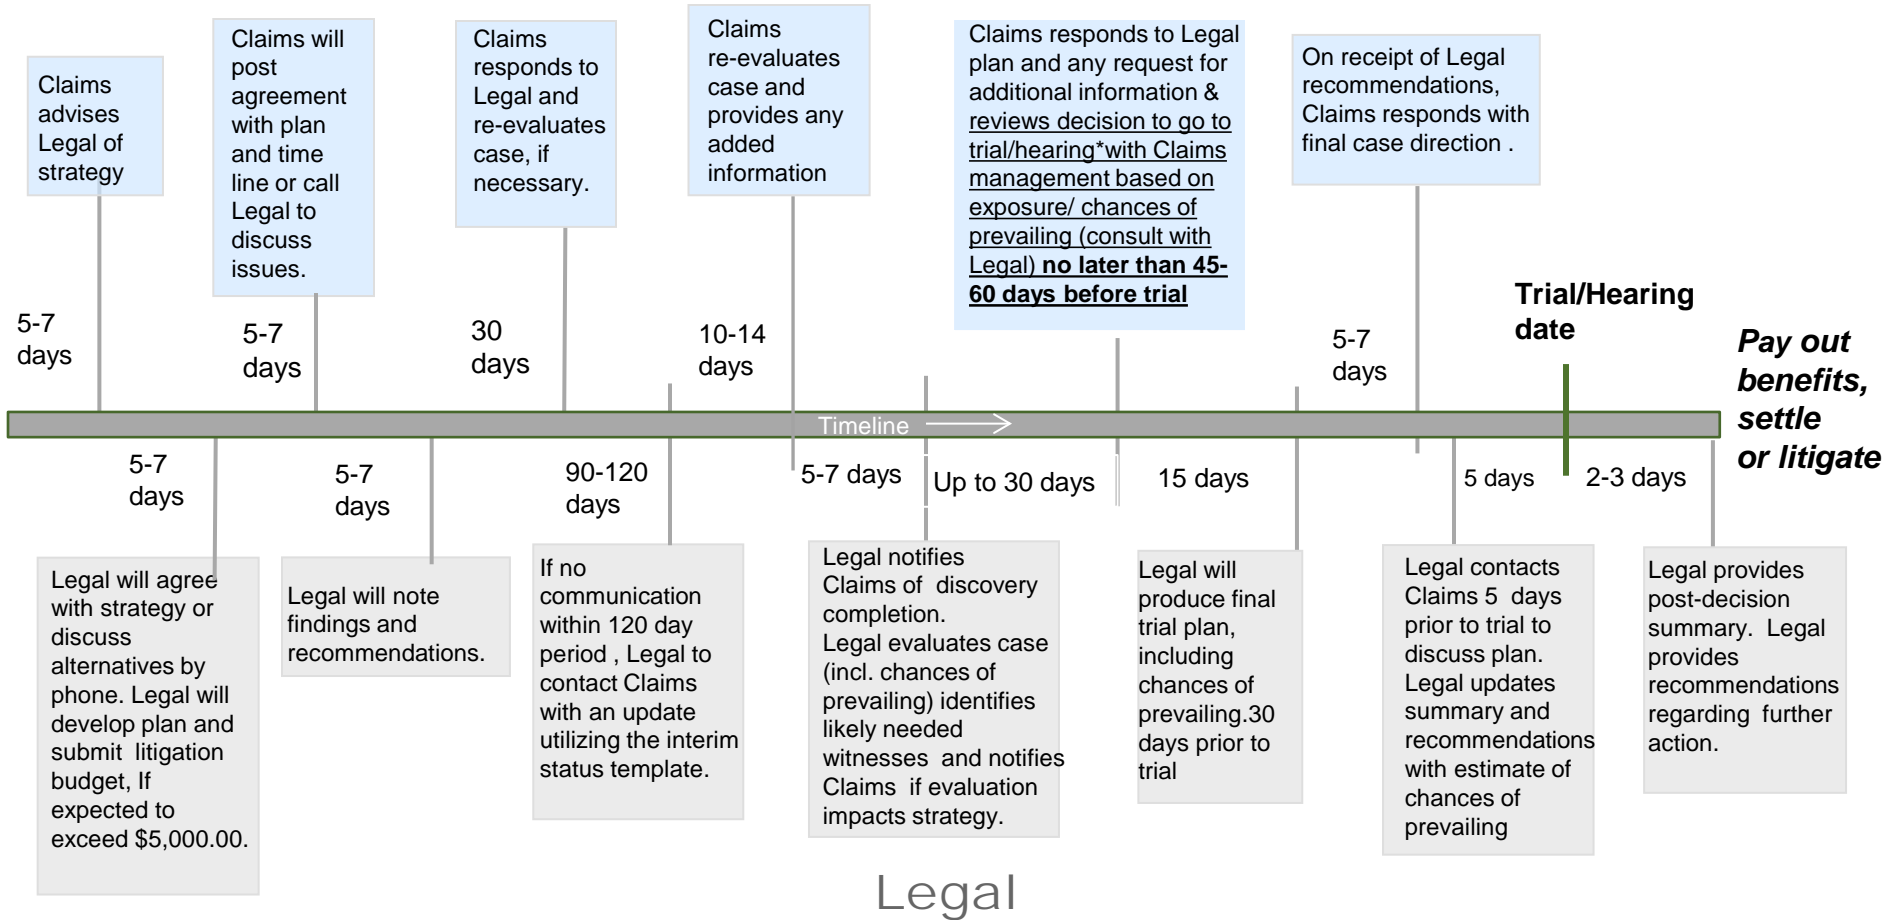 Claims
advises
Legal of
strategy
Claims will
post
agreement
with plan
and time
line or call
Legal to
discuss
issues.
Claims
responds to
Legal and
re-evaluates
case, if
necessary.
Claims
re-evaluates
case and
provides any
added
information
Claims responds to Legal
plan and any request for
additional information &
reviews decision to go to
trial/hearing*with Claims
management based on
exposure/ chances of
prevailing (consult with
Legal) no later than 45-
60 days before trial
On receipt of Legal
recommendations,
Claims responds with
final case direction .
5-7
days
5-7
days
30
days
10-14
days
5-7
days
Trial/Hearing
date
Pay out
benefits,
settle
or litigate
Timeline
5-7
days
5-7
days
90-120
days
5-7 days
Up to 30 days
15 days
5 days
2-3 days
Legal will agree
with strategy or
discuss
alternatives by
phone. Legal will
develop plan and
submit litigation
budget, If
expected to
exceed $5,000.00.
Legal will note
findings and
recommendations.
If no
communication
within 120 day
period , Legal to
contact Claims
with an update
utilizing the interim
status template.
Legal notifies
Claims of discovery
completion.
Legal evaluates case
(incl. chances of
prevailing) identifies
likely needed
witnesses and notifies
Claims if evaluation
impacts strategy.
Legal will
produce final
trial plan,
including
chances of
prevailing.30
days prior to
trial
Legal contacts
Claims 5 days
prior to trial to
discuss plan.
Legal updates
summary and
recommendations
with estimate of
chances of
prevailing
Legal provides
post-decision
summary. Legal
provides
recommendations
regarding further
action.
Legal